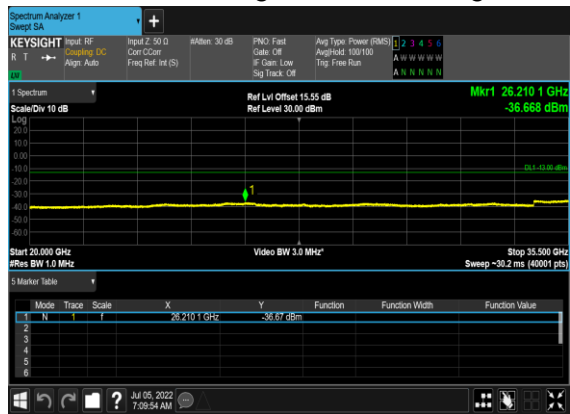 Spectrum Analyzer 1
Swept SA
+
KEYSIGHT Input: RF Input Z: 50 Ω #Atten: 30 dB PNO: Fast Avg Type: Power (RMS) 1 2 3 4 5 6
R T Coupling: DC Corr CCorr Gate: Off Avg|Hold: 100/100 A W W W W W
Align: Auto Freq Ref: Int (S) IF Gain: Low Trig: Free Run A N N N N N
Sig Track: Off
LW
1 Spectrum Ref Lvl Offset 15.55 dB Mkr1 26.210 1 GHz
Scale/Div 10 dB Ref Level 30.00 dBm -36.668 dBm
Log
20.0
10.0
0.00
-10.0 DL1 -13.00 dBm
-20.0
-30.0 1
-40.0
-50.0
-60.0
Start 20.000 GHz Video BW 3.0 MHz* Stop 35.500 GHz
#Res BW 1.0 MHz Sweep ~30.2 ms (40001 pts)
5 Marker Table
Mode Trace Scale X Y Function Function Width Function Value
1 N 1 f 26.210 1 GHz -36.67 dBm
2
3
4
5
6
? Jul 05, 2022
7:09:54 AM